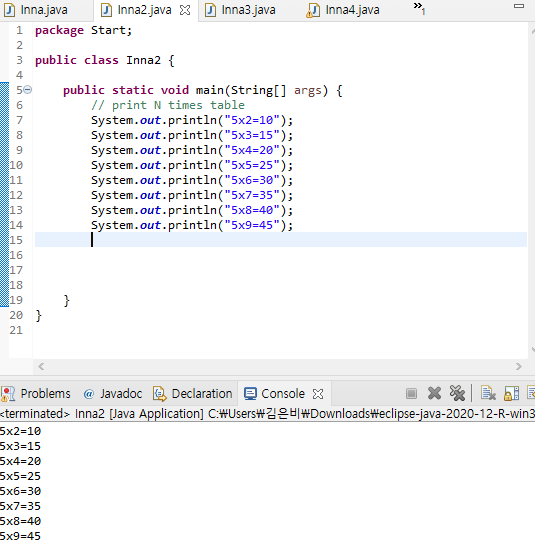 Inna.java Inna2.java Inna3.java Inna4.java »1
1 package Start;
2
3 public class Inna2 {
4
5 public static void main(String[] args) {
6 // print N times table
7 System.out.println("5x2=10");
8 System.out.println("5x3=15");
9 System.out.println("5x4=20");
10 System.out.println("5x5=25");
11 System.out.println("5x6=30");
12 System.out.println("5x7=35");
13 System.out.println("5x8=40");
14 System.out.println("5x9=45");
15
16
17
18
19 }
20 }
21
Problems @ Javadoc Declaration Console
<terminated> Inna2 [Java Application] C:₩Users₩김은비₩Downloads₩eclipse-java-2020-12-R-win3
5x2=10
5x3=15
5x4=20
5x5=25
5x6=30
5x7=35
5x8=40
5x9=45